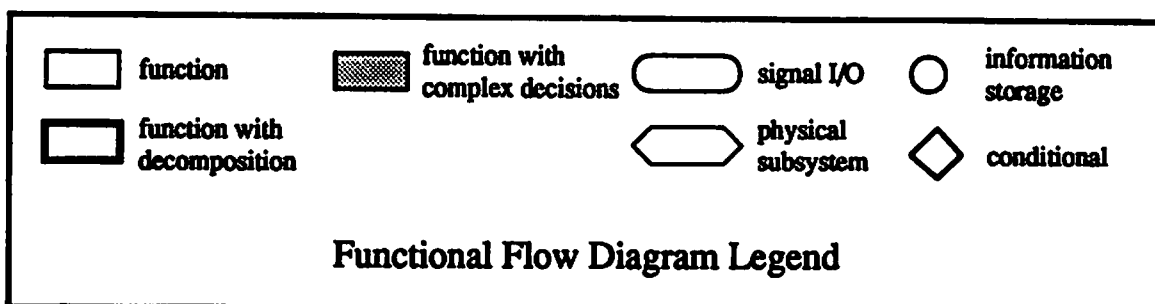 function
function with
complex decisions
signal I/O
information
storage
function with
decomposition
physical
subsystem
conditional
Functional Flow Diagram Legend